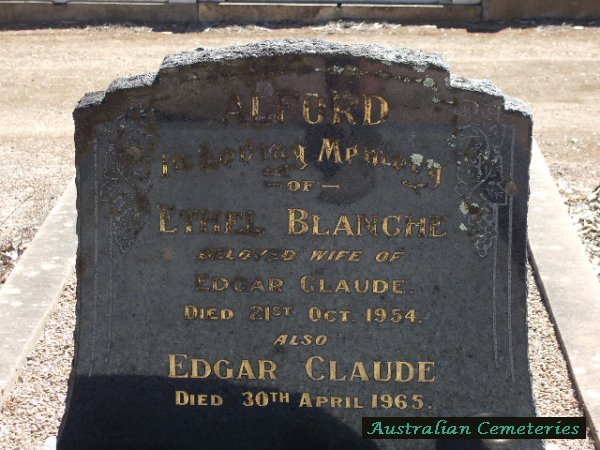 ALFORD
In Loving Memory
- OF -
ETHEL BLANCHE
BELOVED WIFE OF
EDGAR CLAUDE.
DIED 21ST OCT. 1954.
ALSO
EDGAR CLAUDE
DIED 30TH APRIL 1965.
Australian Cemeteries